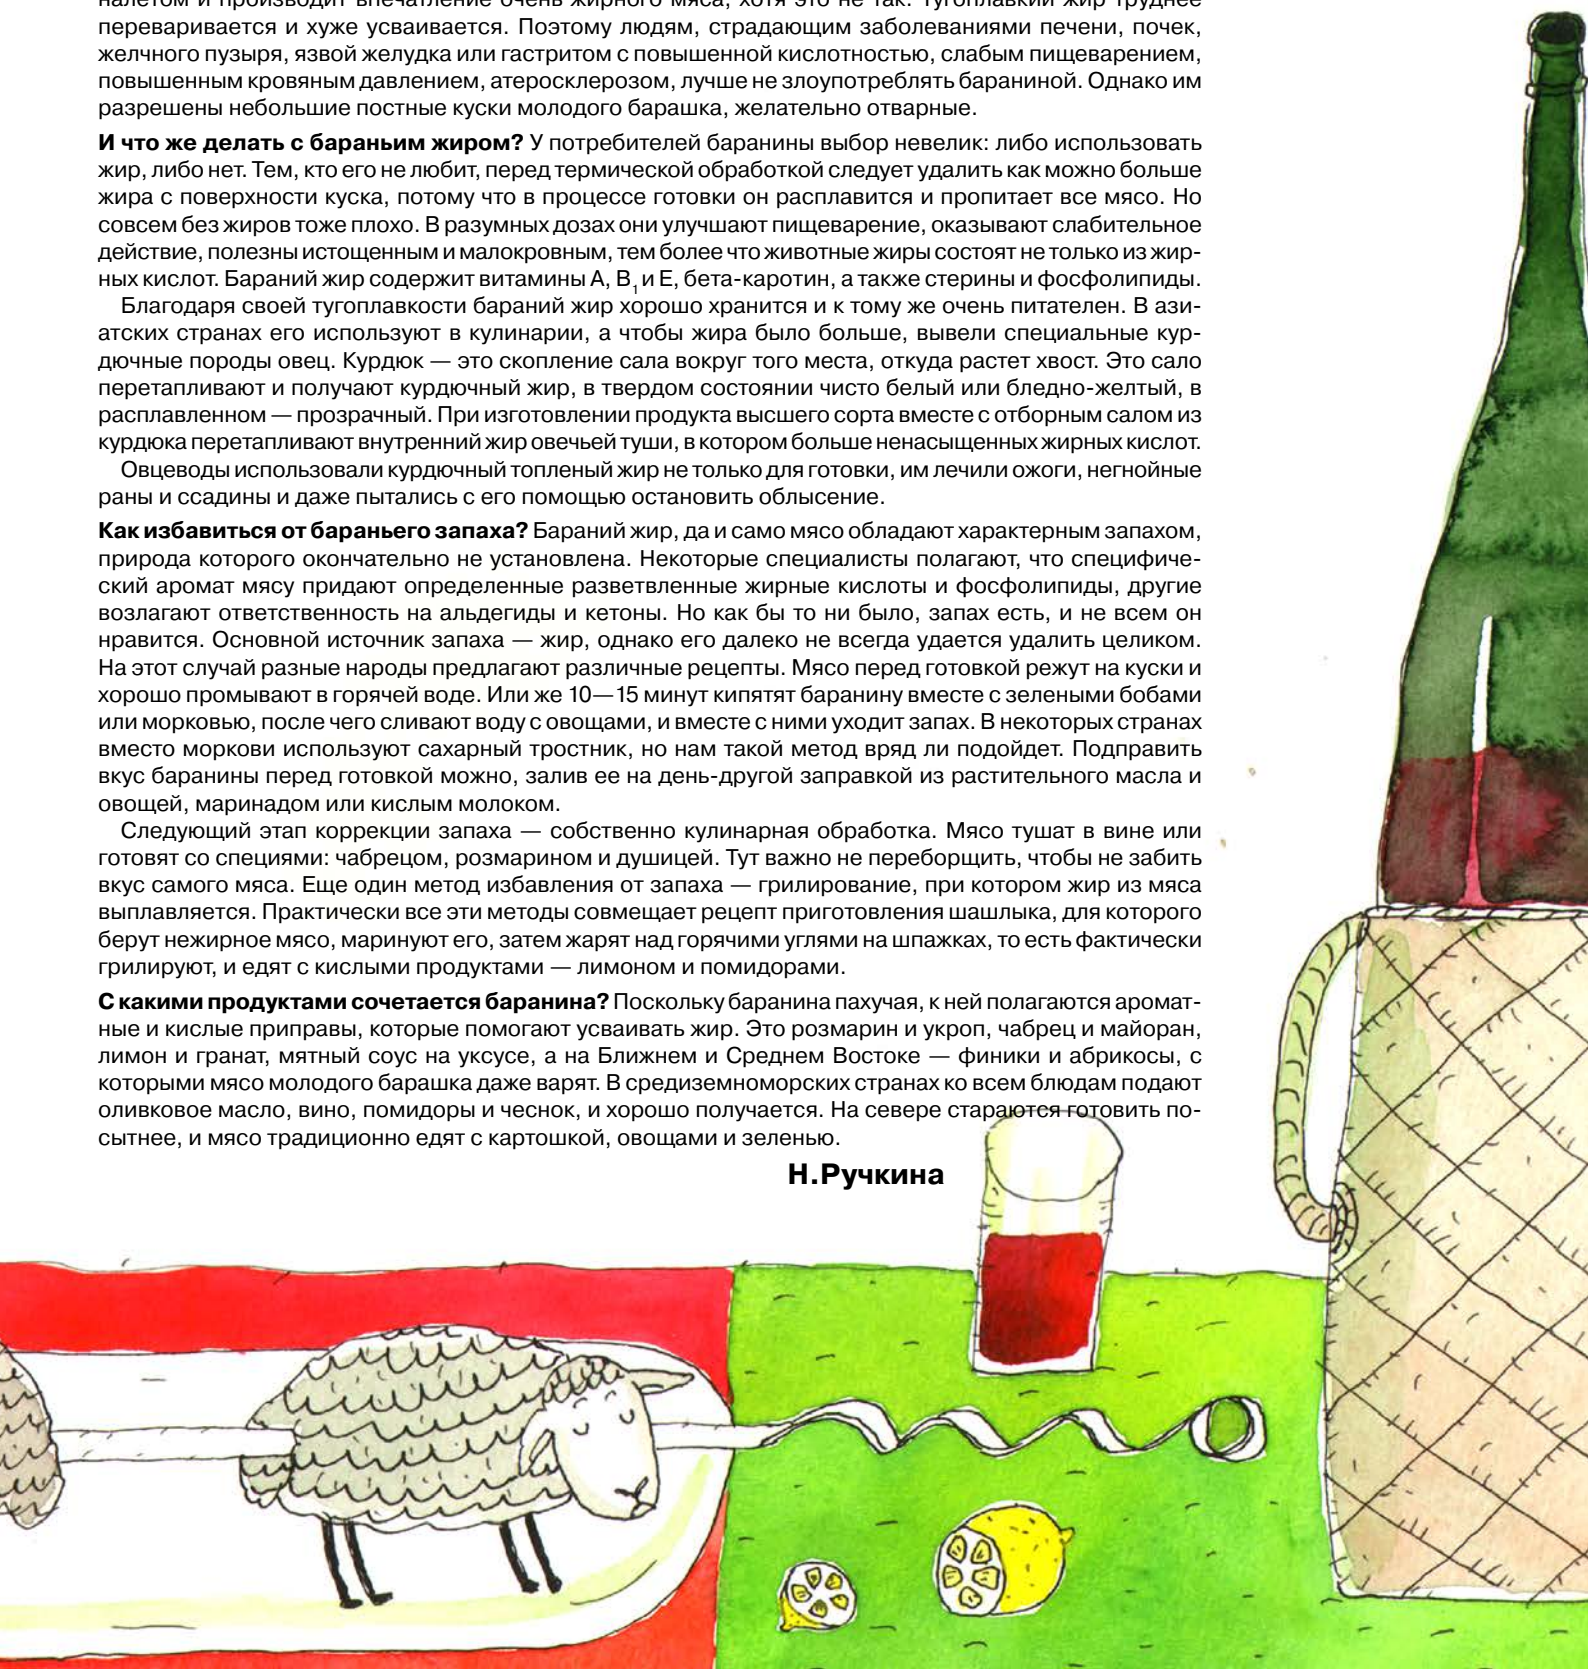 налетом и производит впечатление очень жирного мяса, хотя это не так. Тугоплавкий жир труднее
переваривается и хуже усваивается. Поэтому людям, страдающим заболеваниями печени, почек,
желчного пузыря, язвой желудка или гастритом с повышенной кислотностью, слабым пищеварением,
повышенным кровяным давлением, атеросклерозом, лучше не злоупотреблять бараниной. Однако им
разрешены небольшие постные куски молодого барашка, желательно отварные.
И что же делать с бараньим жиром? У потребителей баранины выбор невелик: либо использовать
жир, либо нет. Тем, кто его не любит, перед термической обработкой следует удалить как можно больше
жира с поверхности куска, потому что в процессе готовки он расплавится и пропитает все мясо. Но
совсем без жиров тоже плохо. В разумных дозах они улучшают пищеварение, оказывают слабительное
действие, полезны истощенным и малокровным, тем более что животные жиры состоят не только из жир-
ных кислот. Бараний жир содержит витамины А, В₁ и Е, бета-каротин, а также стерины и фосфолипиды.
Благодаря своей тугоплавкости бараний жир хорошо хранится и к тому же очень питателен. В ази-
атских странах его используют в кулинарии, а чтобы жира было больше, вывели специальные кур-
дючные породы овец. Курдюк — это скопление сала вокруг того места, откуда растет хвост. Это сало
перетапливают и получают курдючный жир, в твердом состоянии чисто белый или бледно-желтый, в
расплавленном — прозрачный. При изготовлении продукта высшего сорта вместе с отборным салом из
курдюка перетапливают внутренний жир овечьей туши, в котором больше ненасыщенных жирных кислот.
Овцеводы использовали курдючный топленый жир не только для готовки, им лечили ожоги, негнойные
раны и ссадины и даже пытались с его помощью остановить облысение.
Как избавиться от бараньего запаха? Бараний жир, да и само мясо обладают характерным запахом,
природа которого окончательно не установлена. Некоторые специалисты полагают, что специфиче-
ский аромат мясу придают определенные разветвленные жирные кислоты и фосфолипиды, другие
возлагают ответственность на альдегиды и кетоны. Но как бы то ни было, запах есть, и не всем он
нравится. Основной источник запаха — жир, однако его далеко не всегда удается удалить целиком.
На этот случай разные народы предлагают различные рецепты. Мясо перед готовкой режут на куски и
хорошо промывают в горячей воде. Или же 10—15 минут кипятят баранину вместе с зелеными бобами
или морковью, после чего сливают воду с овощами, и вместе с ними уходит запах. В некоторых странах
вместо моркови используют сахарный тростник, но нам такой метод вряд ли подойдет. Подправить
вкус баранины перед готовкой можно, залив ее на день-другой заправкой из растительного масла и
овощей, маринадом или кислым молоком.
Следующий этап коррекции запаха — собственно кулинарная обработка. Мясо тушат в вине или
готовят со специями: чабрецом, розмарином и душицей. Тут важно не переборщить, чтобы не забить
вкус самого мяса. Еще один метод избавления от запаха — грилирование, при котором жир из мяса
выплавляется. Практически все эти методы совмещает рецепт приготовления шашлыка, для которого
берут нежирное мясо, маринуют его, затем жарят над горячими углями на шпажках, то есть фактически
грилируют, и едят с кислыми продуктами — лимоном и помидорами.
С какими продуктами сочетается баранина? Поскольку баранина пахучая, к ней полагаются аромат-
ные и кислые приправы, которые помогают усваивать жир. Это розмарин и укроп, чабрец и майоран,
лимон и гранат, мятный соус на уксусе, а на Ближнем и Среднем Востоке — финики и абрикосы, с
которыми мясо молодого барашка даже варят. В средиземноморских странах ко всем блюдам подают
оливковое масло, вино, помидоры и чеснок, и хорошо получается. На севере стараются готовить по-
сытнее, и мясо традиционно едят с картошкой, овощами и зеленью.
Н.Ручкина